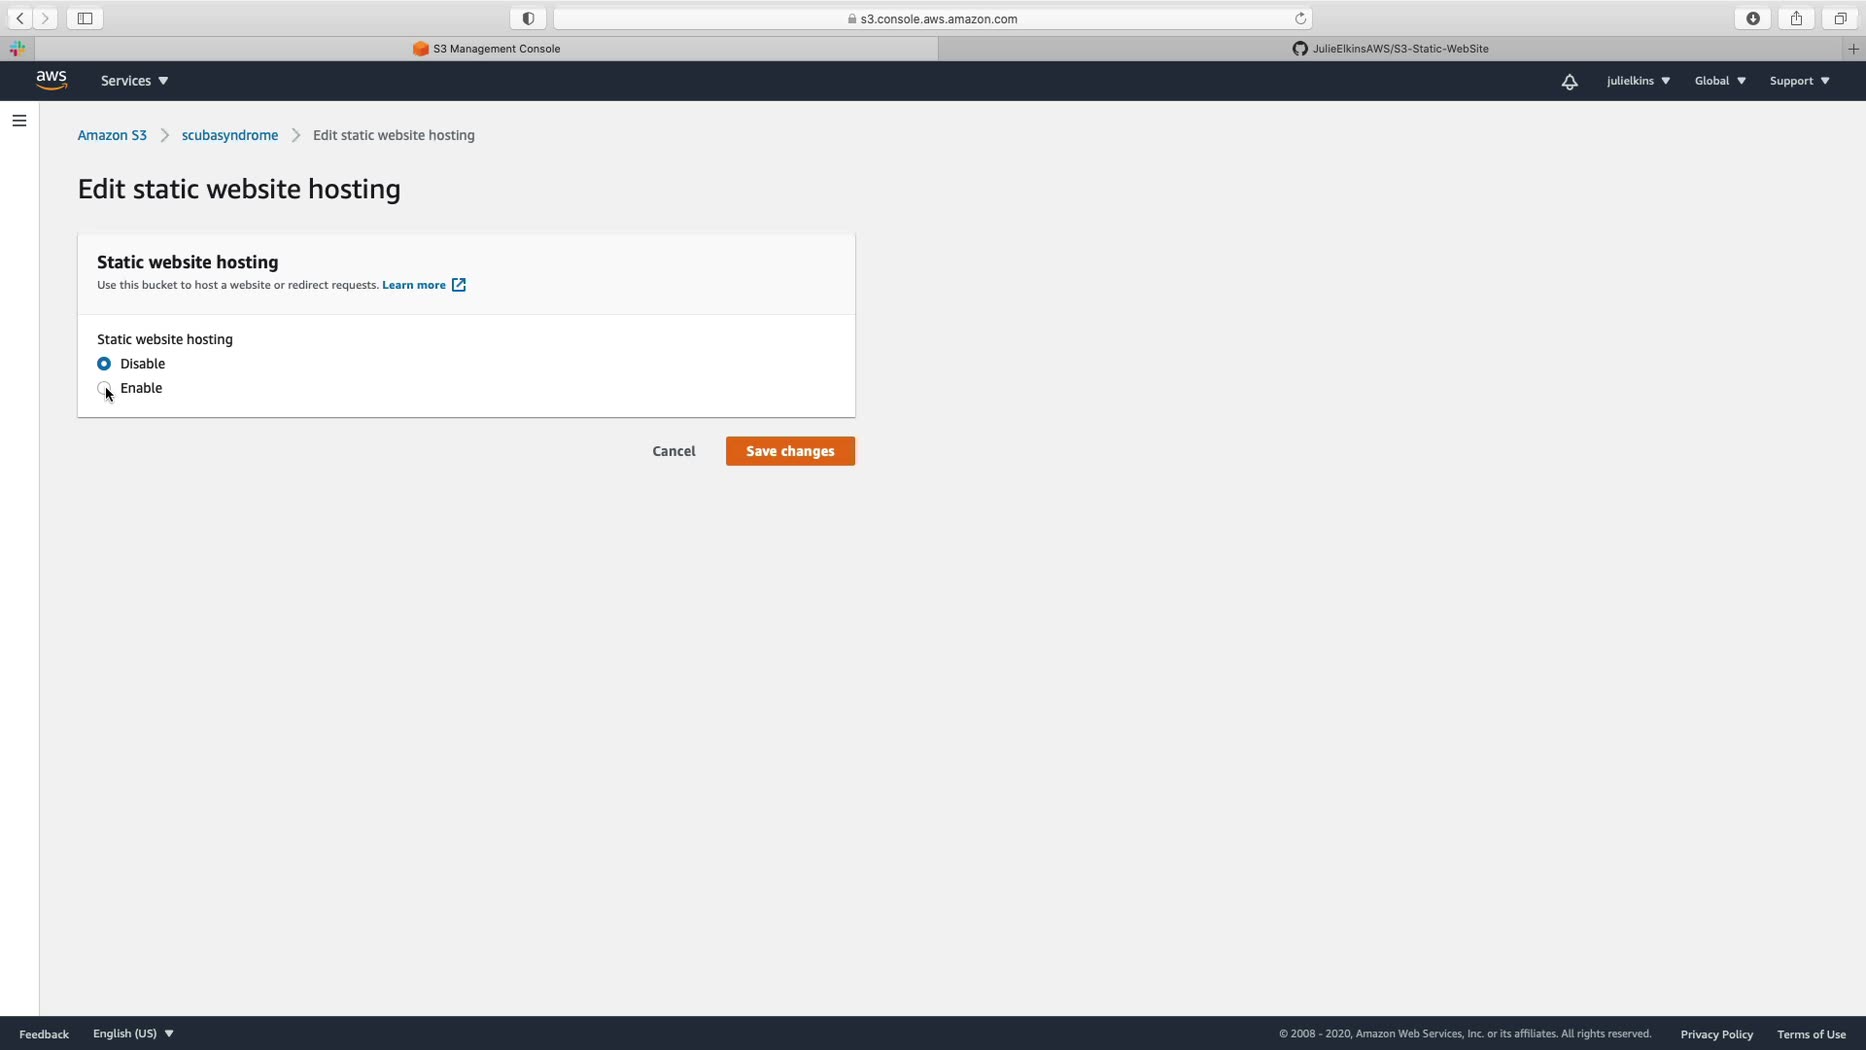 s3.console.aws.amazon.com
S3 Management Console
JulieElkinsAWS/S3-Static-WebSite
aws
Services
julielkins
Global
Support
Amazon S3
scubasyndrome
Edit static website hosting
Edit static website hosting
Static website hosting
Use this bucket to host a website or redirect requests. Learn more
Static website hosting
Disable
Enable
Cancel
Save changes
Feedback
English (US)
© 2008 - 2020, Amazon Web Services, Inc. or its affiliates. All rights reserved.
Privacy Policy
Terms of Use